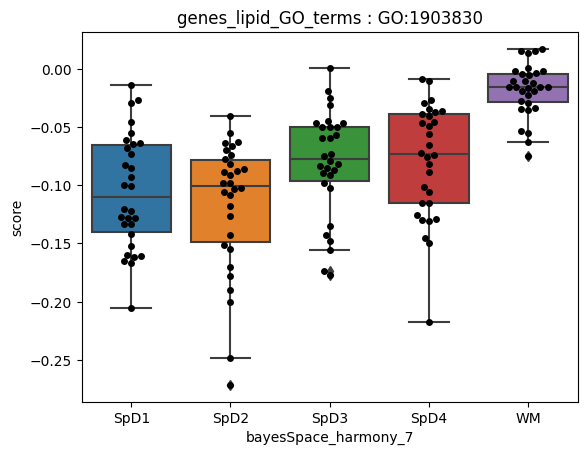 genes_lipid_GO_terms : GO:1903830
score
0.00
−0.05
−0.10
−0.15
−0.20
−0.25
SpD1 SpD2 SpD3 SpD4 WM
bayesSpace_harmony_7